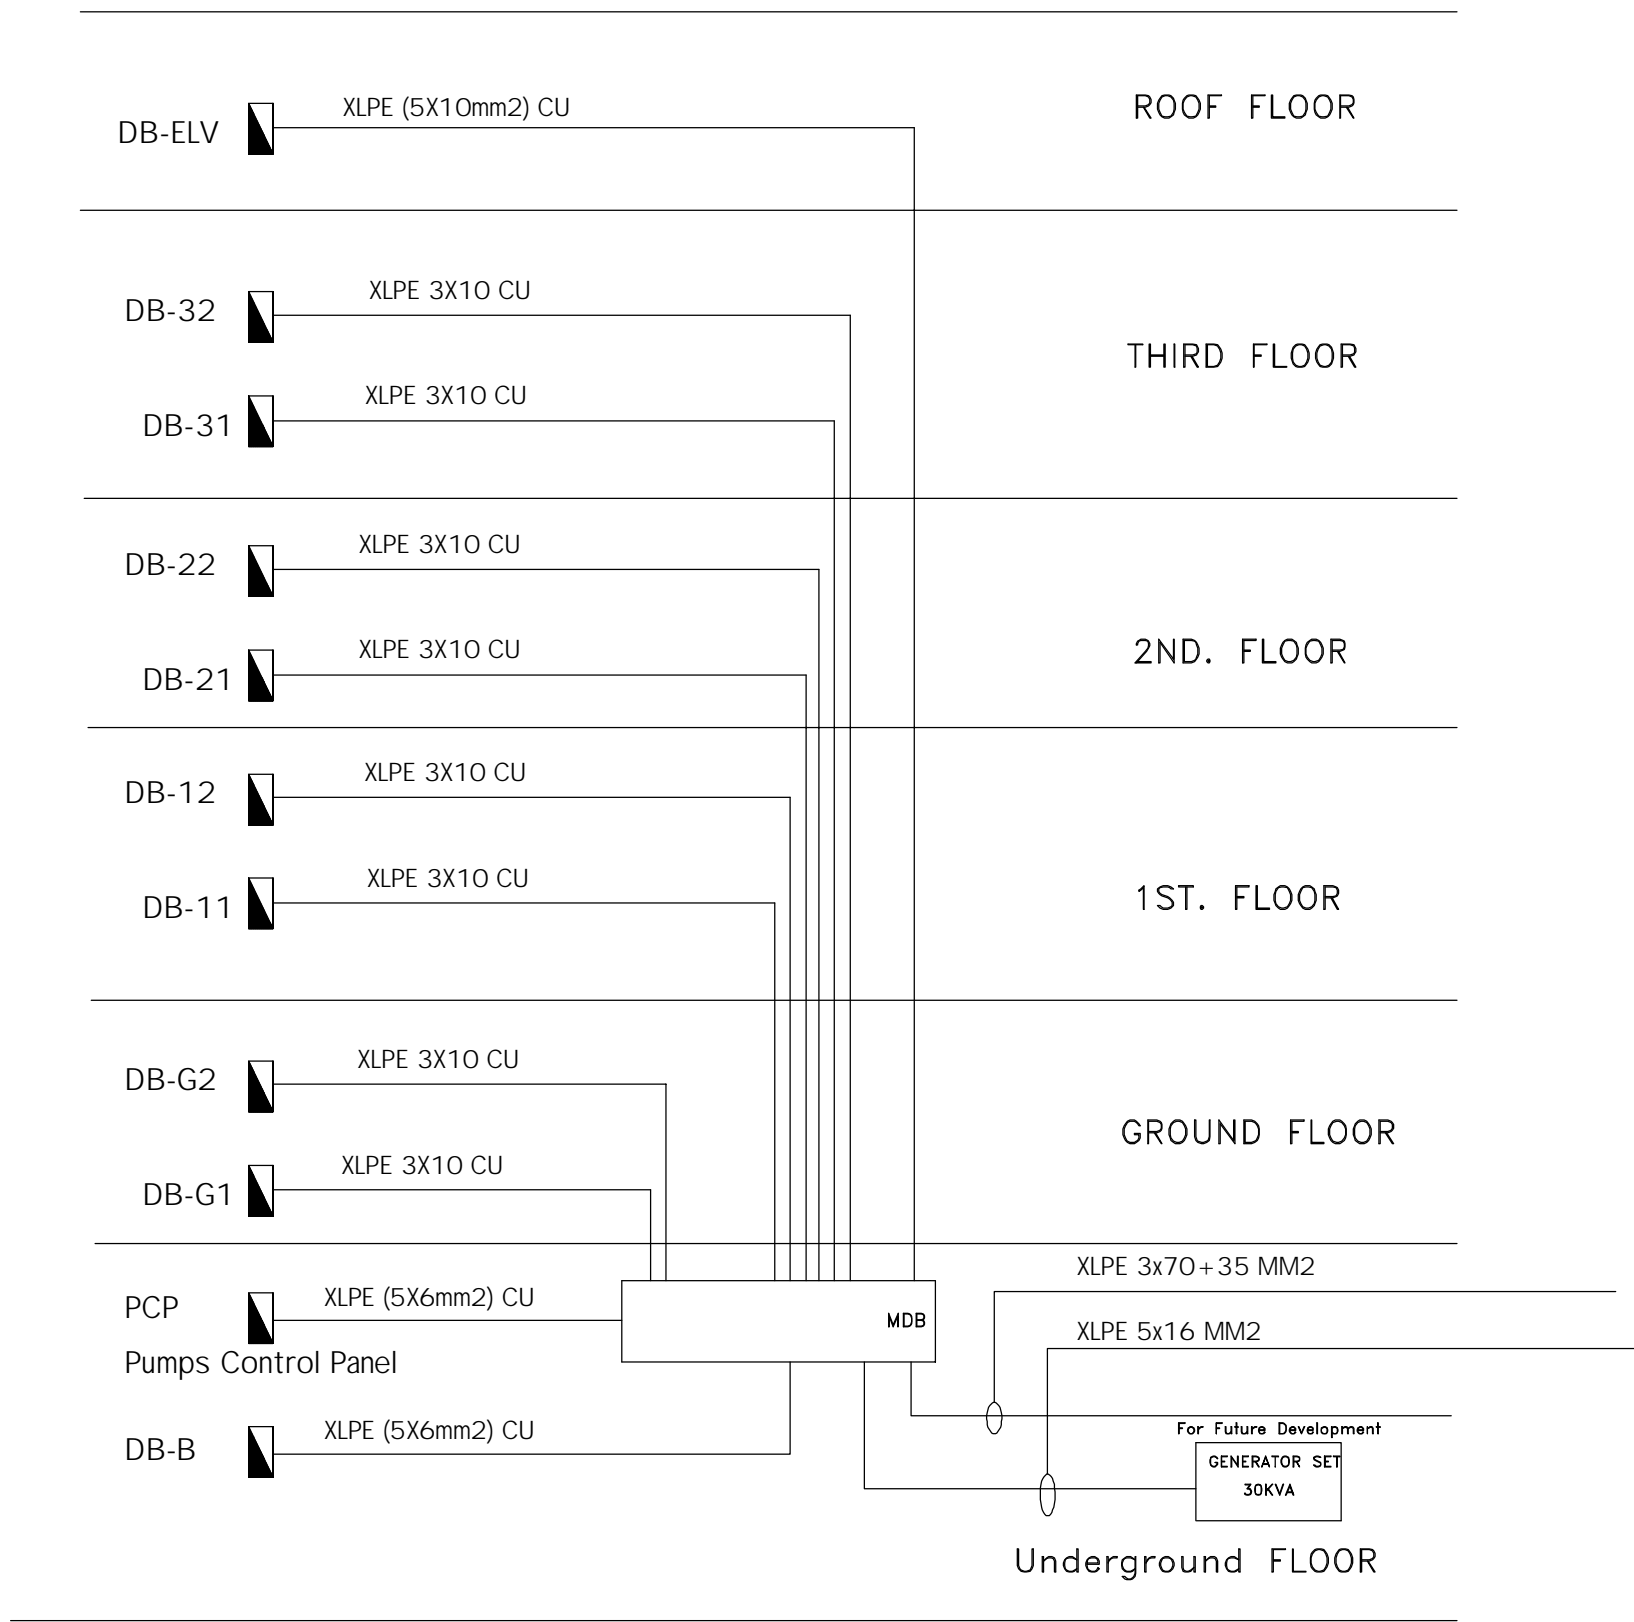 XLPE (5X10mm2) CU
ROOF FLOOR
DB-ELV
XLPE 3X10 CU
DB-32
THIRD FLOOR
XLPE 3X10 CU
DB-31
XLPE 3X10 CU
DB-22
2ND. FLOOR
XLPE 3X10 CU
DB-21
XLPE 3X10 CU
DB-12
XLPE 3X10 CU
1ST. FLOOR
DB-11
XLPE 3X10 CU
DB-G2
GROUND FLOOR
XLPE 3X10 CU
DB-G1
XLPE 3x70+35 MM2
XLPE (5X6mm2) CU
PCP
MDB
XLPE 5x16 MM2
Pumps Control Panel
XLPE (5X6mm2) CU
For Future Development
DB-B
GENERATOR SET
30KVA
Underground FLOOR